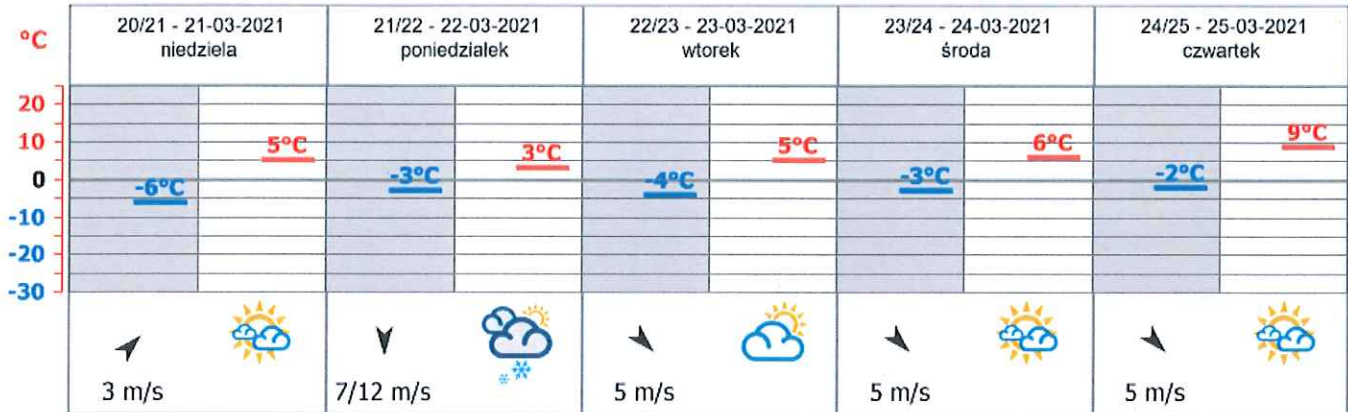 °C
20/21 - 21-03-2021
niedziela
21/22 - 22-03-2021
poniedzialek
22/23 - 23-03-2021
wtorek
23/24 - 24-03-2021
środa
24/25 - 25-03-2021
czwartek
20
10
0
-10
-20
-30
-6°C
5°C
-3°C
3°C
-4°C
5°C
-3°C
6°C
-2°C
9°C
3 m/s
7/12 m/s
5 m/s
5 m/s
5 m/s